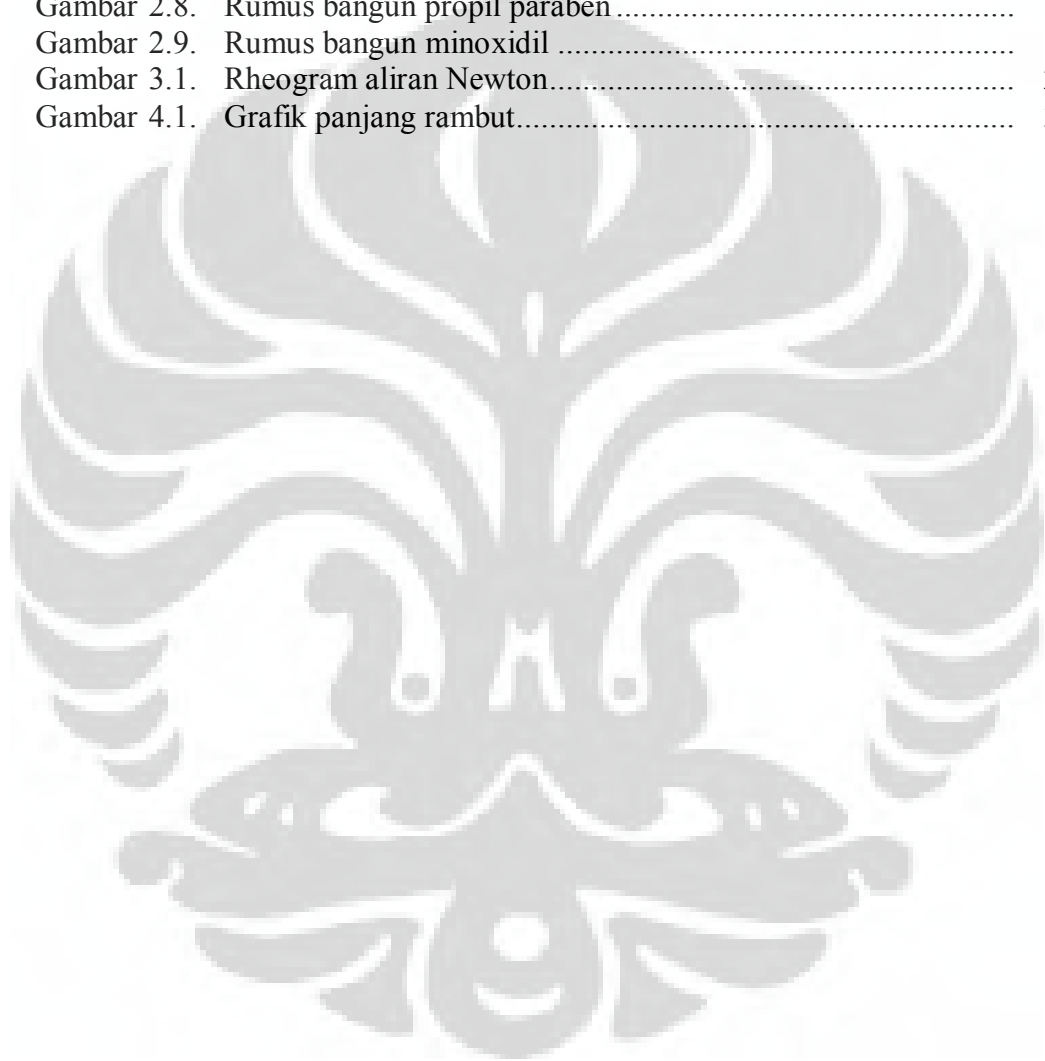 Gambar 2.8. Rumus bangun propil paraben ................................................
Gambar 2.9. Rumus bangun minoxidil .......................................................
Gambar 3.1. Rheogram aliran Newton........................................................
Gambar 4.1. Grafik panjang rambut............................................................